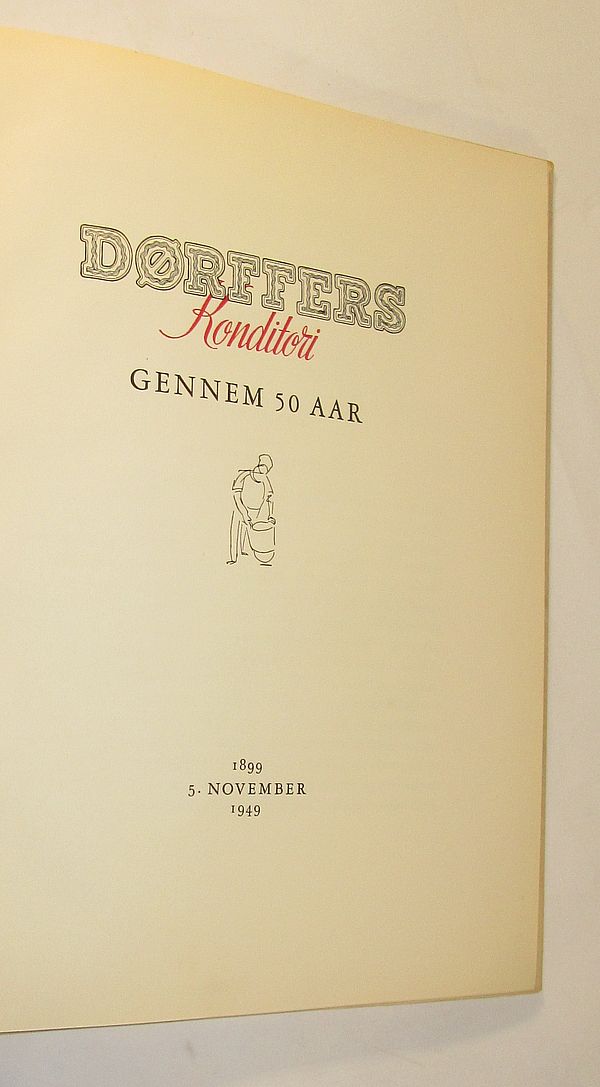 DØRFFERS
Konditori
GENNEM 50 AAR
1899
5. NOVEMBER
1949